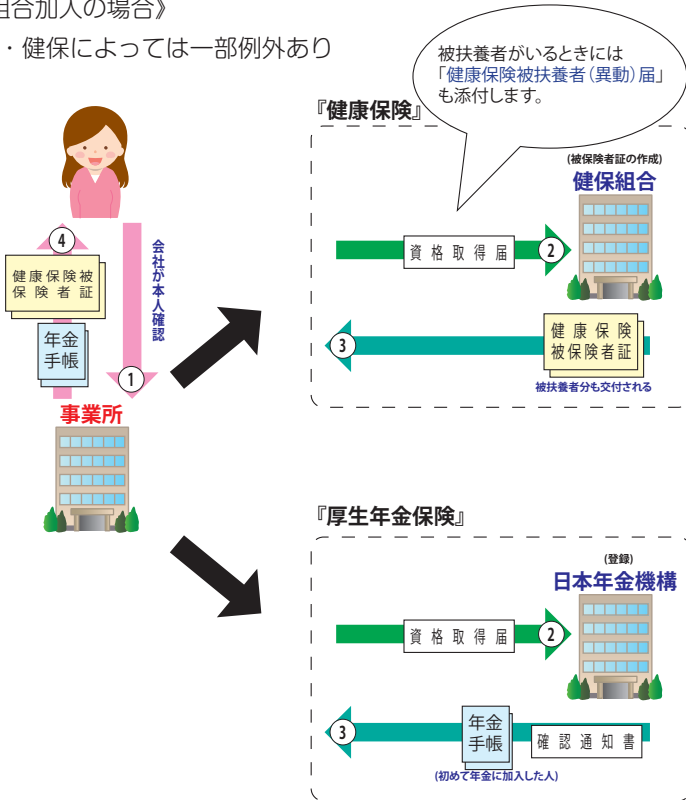 組合加入の場合》
・健保によっては一部例外あり
被扶養者がいるときには
「健康保険被扶養者(異動)届」
も添付します。
『健康保険』
(被保険者証の作成)
健保組合
資格取得届
2
3
健康保険
被保険者証
被扶養者分も交付される
4
健康保険被
保険者証
年金
手帳
会社が本人確認
1
事業所
『厚生年金保険』
(登録)
日本年金機構
資格取得届
2
3
年金
手帳
確認通知書
(初めて年金に加入した人)